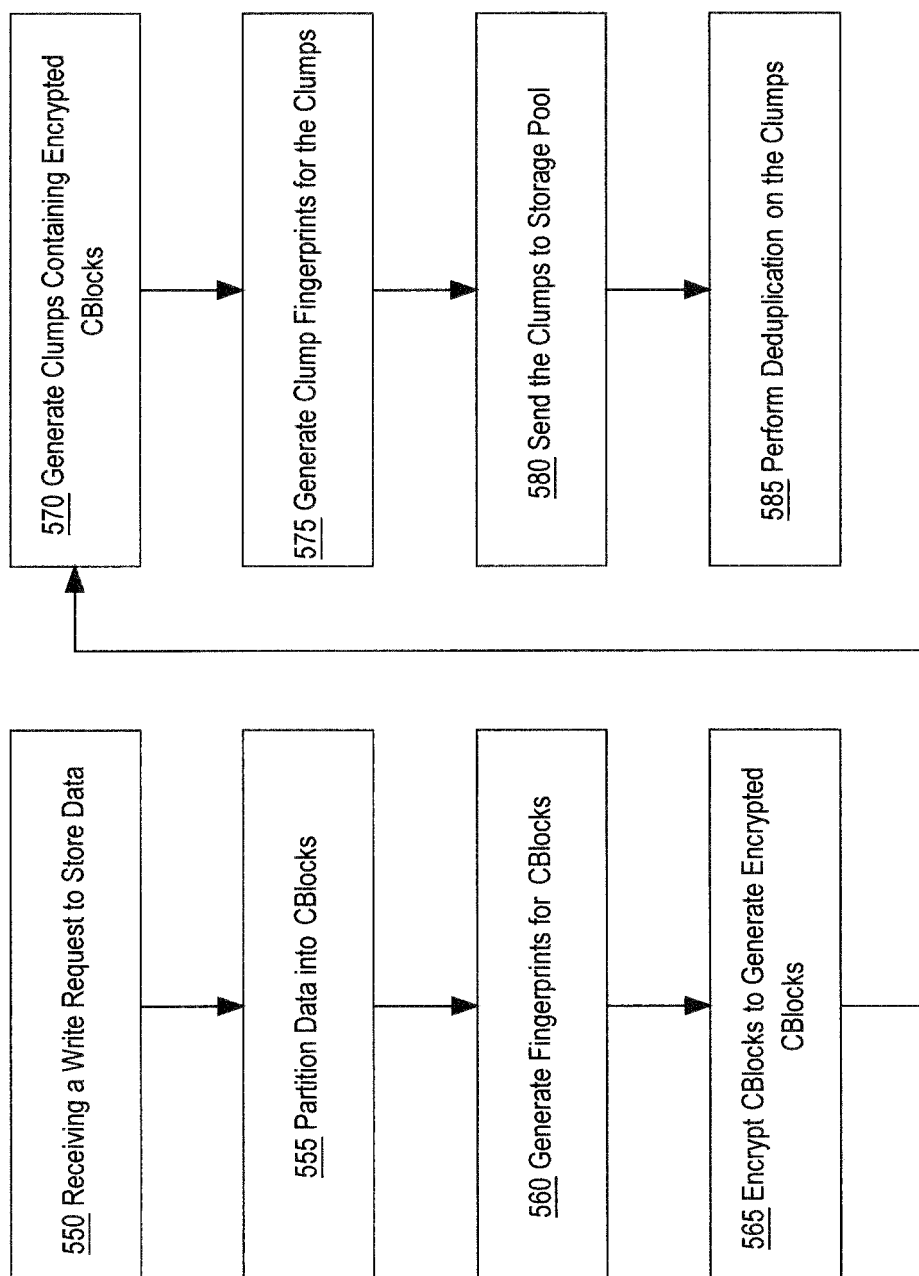 550 Receiving a Write Request to Store Data
555 Partition Data into CBlocks
560 Generate Fingerprints for CBlocks
565 Encrypt CBlocks to Generate Encrypted
CBlocks
570 Generate Clumps Containing Encrypted
CBlocks
575 Generate Clump Fingerprints for the Clumps
580 Send the Clumps to Storage Pool
585 Perform Deduplication on the Clumps